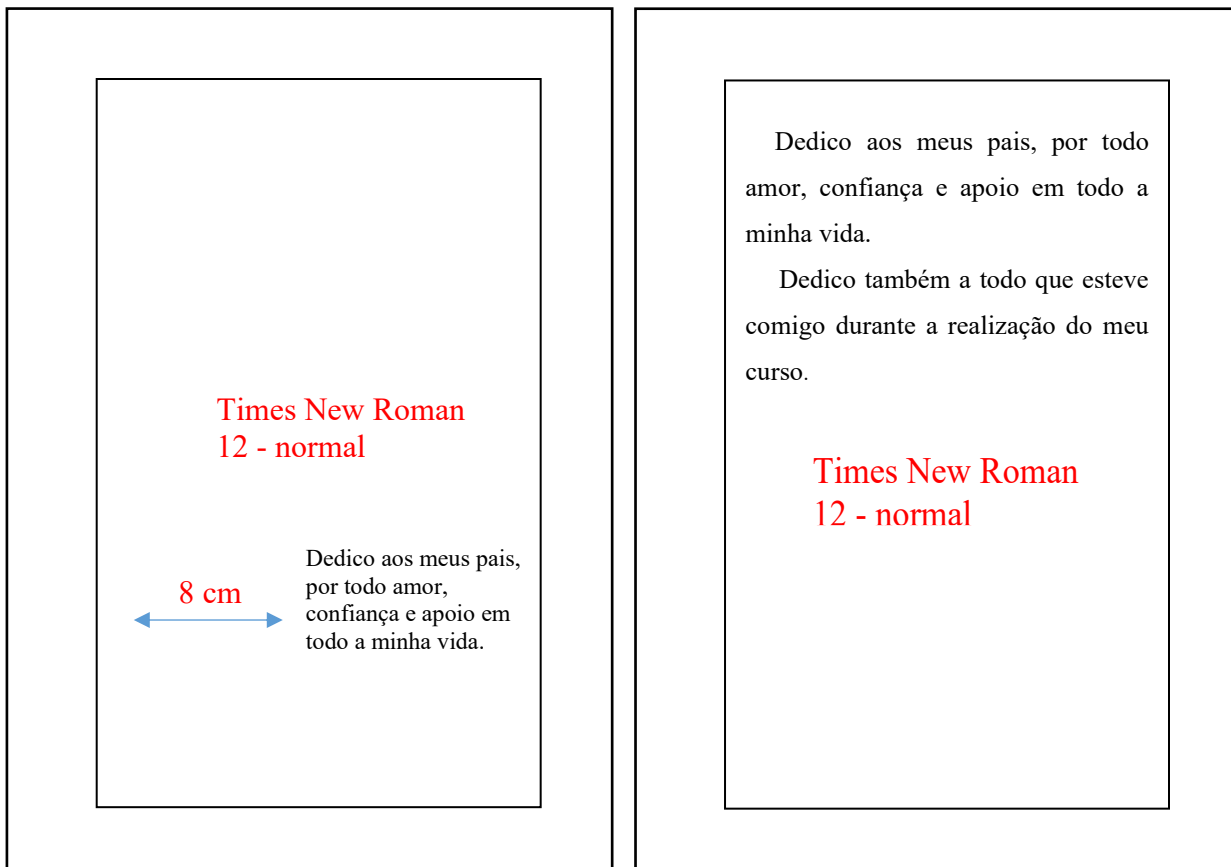 Times New Roman
12 - normal
8 cm
Dedico aos meus pais,
por todo amor,
confiança e apoio em
todo a minha vida.
Dedico aos meus pais, por todo
amor, confiança e apoio em todo a
minha vida.
Dedico também a todo que esteve
comigo durante a realização do meu
curso.
Times New Roman
12 - normal